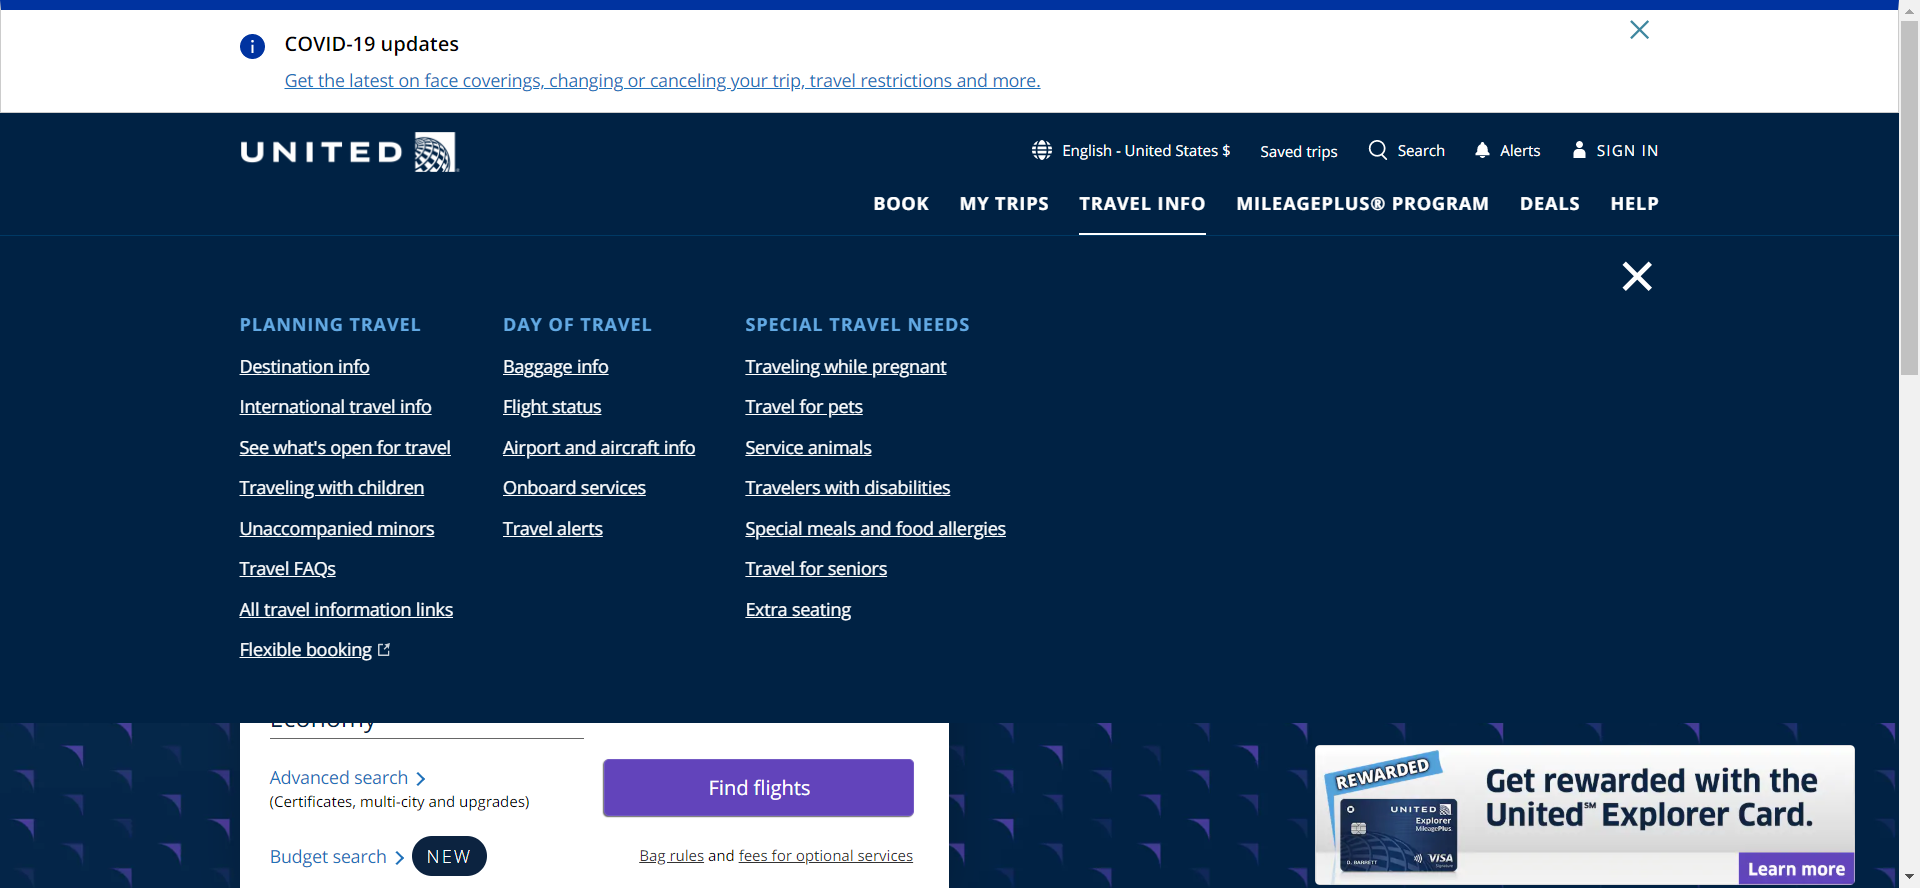 COVID-19 updates
Get the latest on face coverings, changing or canceling your trip, travel restrictions and more.
UNITED
English - United States $ Saved trips Search Alerts SIGN IN
BOOK MY TRIPS TRAVEL INFO MILEAGEPLUS® PROGRAM DEALS HELP
PLANNING TRAVEL
Destination info
International travel info
See what's open for travel
Traveling with children
Unaccompanied minors
Travel FAQs
All travel information links
Flexible booking
DAY OF TRAVEL
Baggage info
Flight status
Airport and aircraft info
Onboard services
Travel alerts
SPECIAL TRAVEL NEEDS
Traveling while pregnant
Travel for pets
Service animals
Travelers with disabilities
Special meals and food allergies
Travel for seniors
Extra seating
Economy
Advanced search
(Certificates, multi-city and upgrades)
Find flights
Budget search NEW
Bag rules and fees for optional services
REWARDED
UNITED
Explorer
MileagePlus
D. BARRETT
VISA
Signature
Get rewarded with the
United℠ Explorer Card.
Learn more